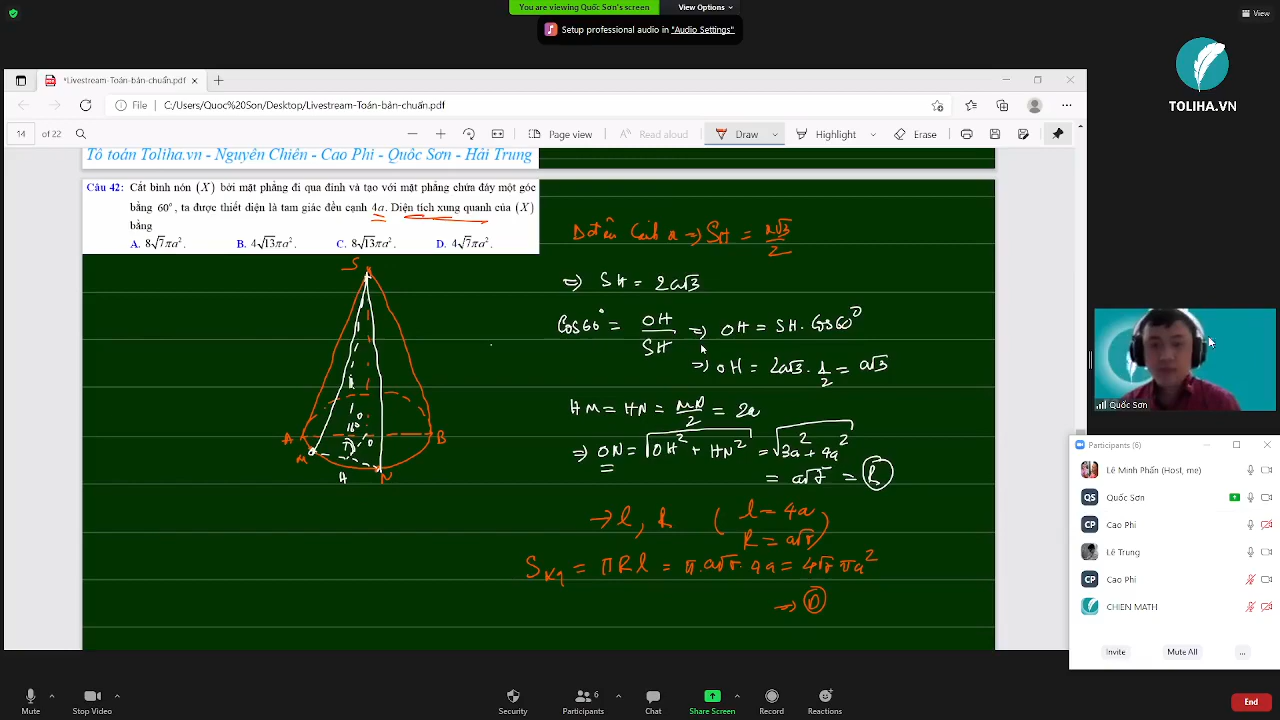 You are viewing Quốc Sơn's screen
View Options
View
Setup professional audio in "Audio Settings"
*Livestream-Toán-bản-chuẩn.pdf
TOLIHA.VN
File
C:/Users/Quoc%20Son/Desktop/Livestream-Toán-bản-chuẩn.pdf
14 of 22
Page view
Read aloud
Draw
Highlight
Erase
Tổ toán Toliha.vn - Nguyễn Chiến - Cao Phi - Quốc Sơn - Hải Trung
Câu 42: Cắt hình nón (X) bởi mặt phẳng đi qua đỉnh và tạo với mặt phẳng chứa đáy một góc
bằng 60°, ta được thiết diện là tam giác đều cạnh 4a. Diện tích xung quanh của (X)
bằng
A. 8√7πa². B. 4√13πa². C. 8√13πa². D. 4√7πa².
S
A
B
M
H
N
SH = a√3/2
⇒ SH = 2a√3
Cos60° = OH/SH ⇒ OH = SH. Cos60°
⇒ OH = 2a√3. 1/2 = a√3
HM = HN = MN/2 = 2a
⇒ ON = √OH² + HN² = √3a² + 4a²
= a√7 = R
→ l, R ( l = 4a
R = a√7 )
Sxq = πRl = π.a√7.4a = 4√7πa²
⇒ D
Quốc Sơn
Participants (6)
Lê Minh Phấn (Host, me)
QS Quốc Sơn
CP Cao Phi
Lê Trung
CP Cao Phi
CHIEN MATH
Invite
Mute All
...
Mute
Stop Video
Security
Participants
6
Chat
Share Screen
Record
Reactions
End